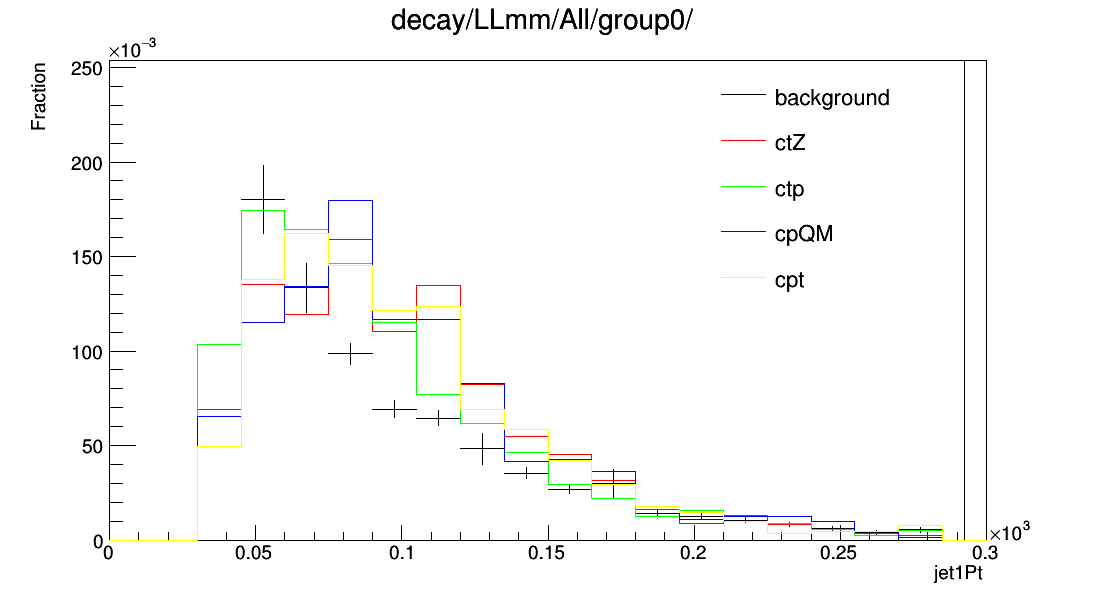 decay/LLmm/All/group0/
×10⁻³
Fraction
250
200
150
100
50
0
background
ctZ
ctp
cpQM
cpt
0 0.05 0.1 0.15 0.2 0.25 0.3
×10³
jet1Pt